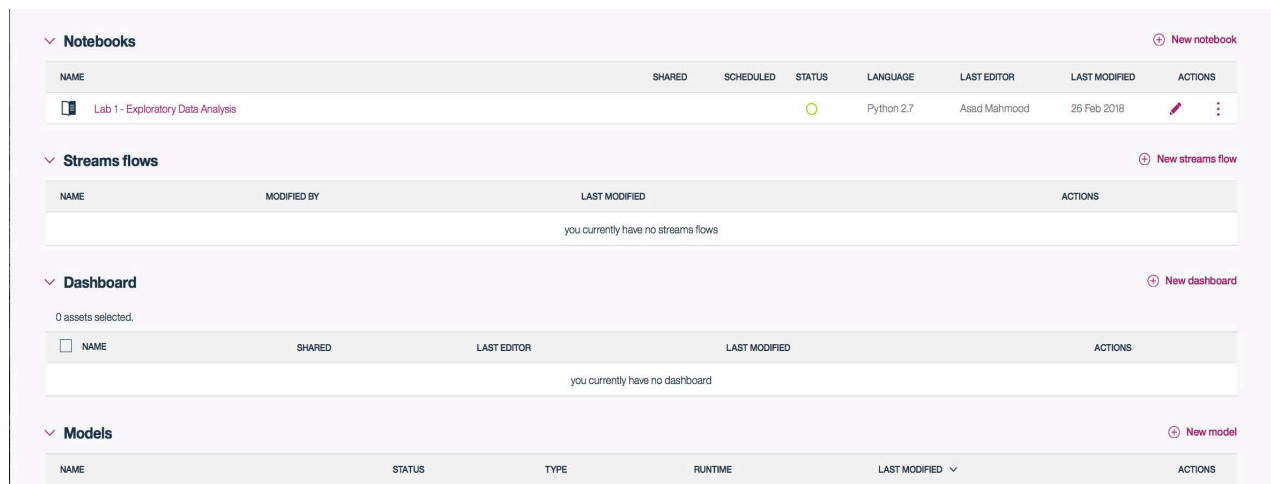 Notebooks New notebook
NAME SHARED SCHEDULED STATUS LANGUAGE LAST EDITOR LAST MODIFIED ACTIONS
Lab 1 - Exploratory Data Analysis Python 2.7 Asad Mahmood 26 Feb 2018
Streams flows New streams flow
NAME MODIFIED BY LAST MODIFIED ACTIONS
you currently have no streams flows
Dashboard New dashboard
0 assets selected.
NAME SHARED LAST EDITOR LAST MODIFIED ACTIONS
you currently have no dashboard
Models New model
NAME STATUS TYPE RUNTIME LAST MODIFIED ACTIONS